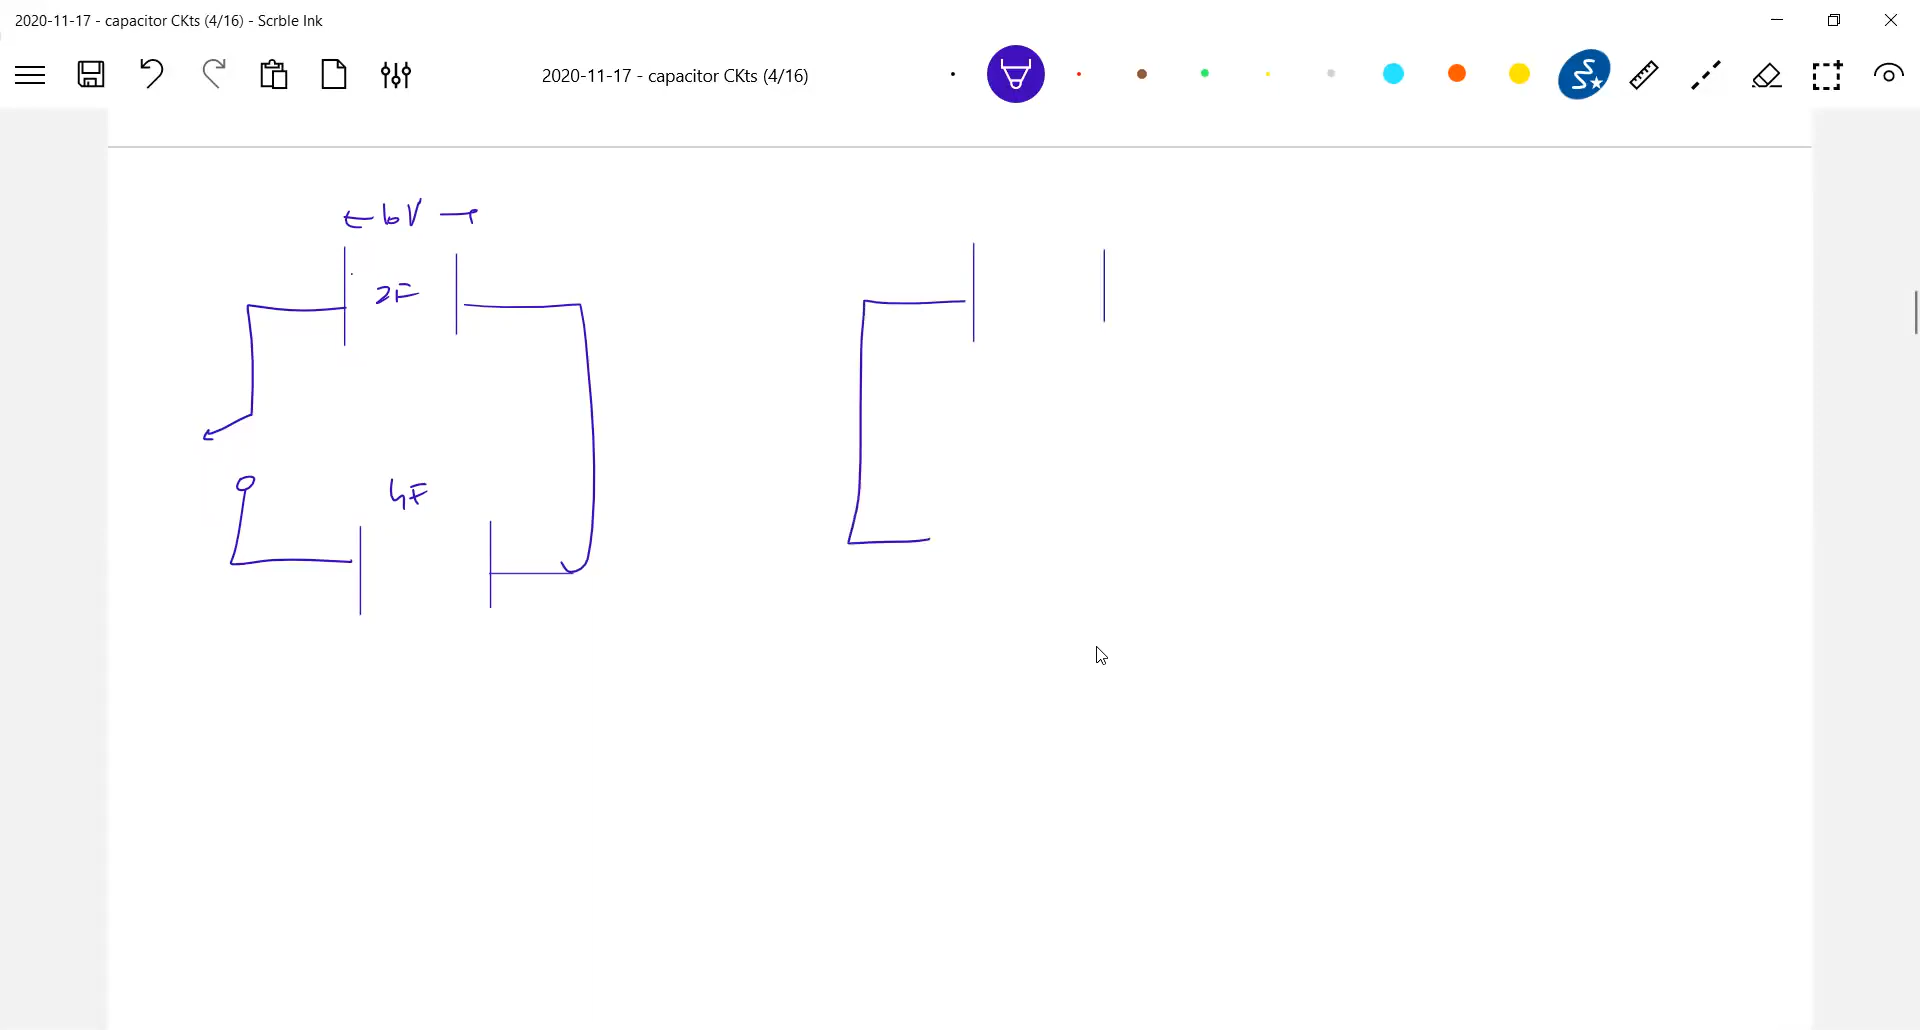 2020-11-17 - capacitor CKts (4/16) - Scrble Ink
2020-11-17 - capacitor CKts (4/16)
6V
2F
4F